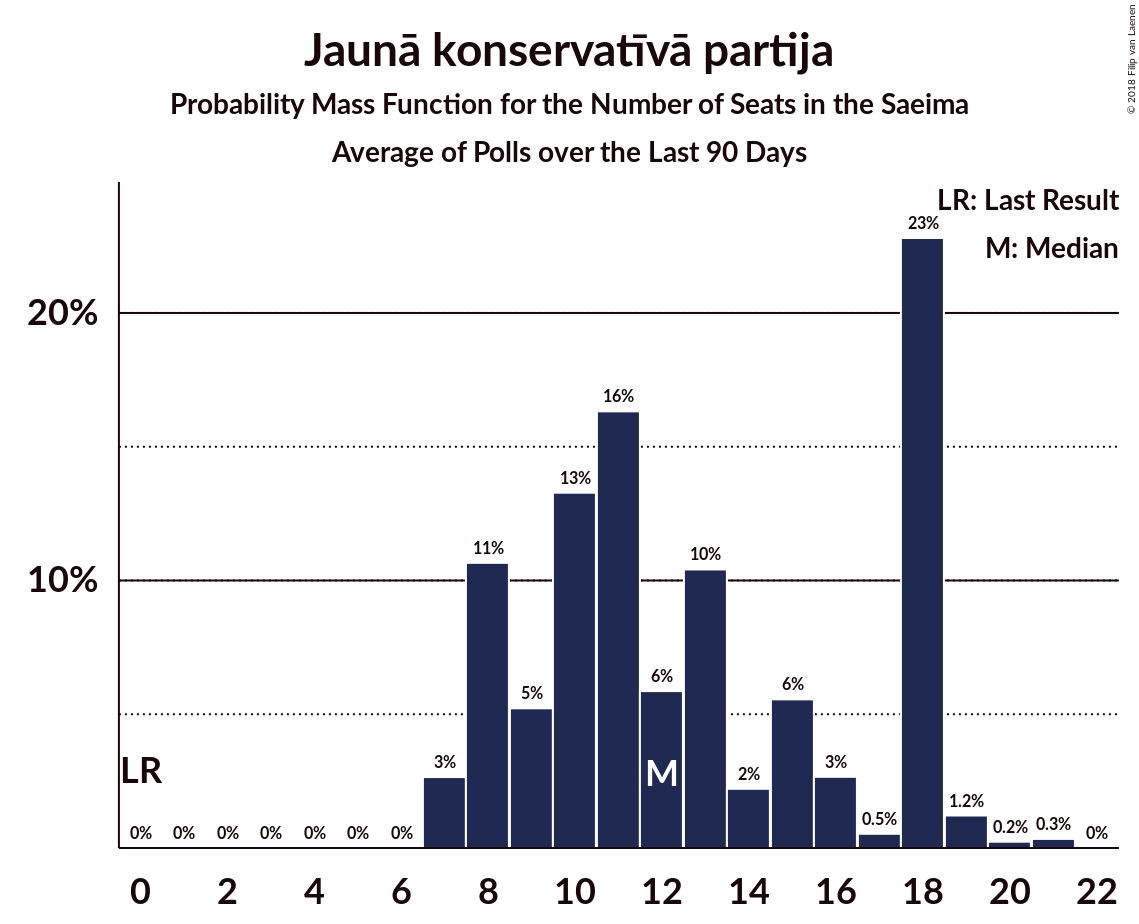 Jaunā konservatīvā partija
Probability Mass Function for the Number of Seats in the Saeima
Average of Polls over the Last 90 Days
© 2018 Filip van Laenen
LR: Last Result
M: Median
20%
10%
LR
M
0% 0% 0% 0% 0% 0% 0% 3% 11% 5% 13% 16% 6% 10% 2% 6% 3% 0.5% 23% 1.2% 0.2% 0.3% 0%
0 2 4 6 8 10 12 14 16 18 20 22